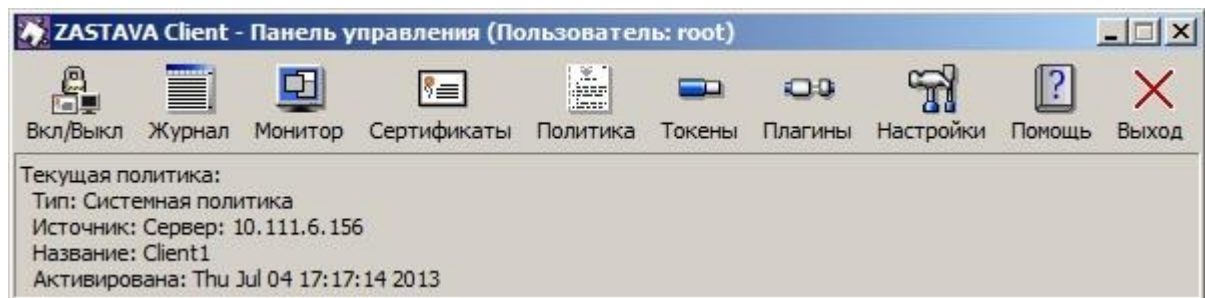 ZASTAVA Client - Панель управления (Пользователь: root)
Вкл/Выкл Журнал Монитор Сертификаты Политика Токены Плагины Настройки Помощь Выход
Текущая политика:
Тип: Системная политика
Источник: Сервер: 10.111.6.156
Название: Client1
Активирована: Thu Jul 04 17:17:14 2013